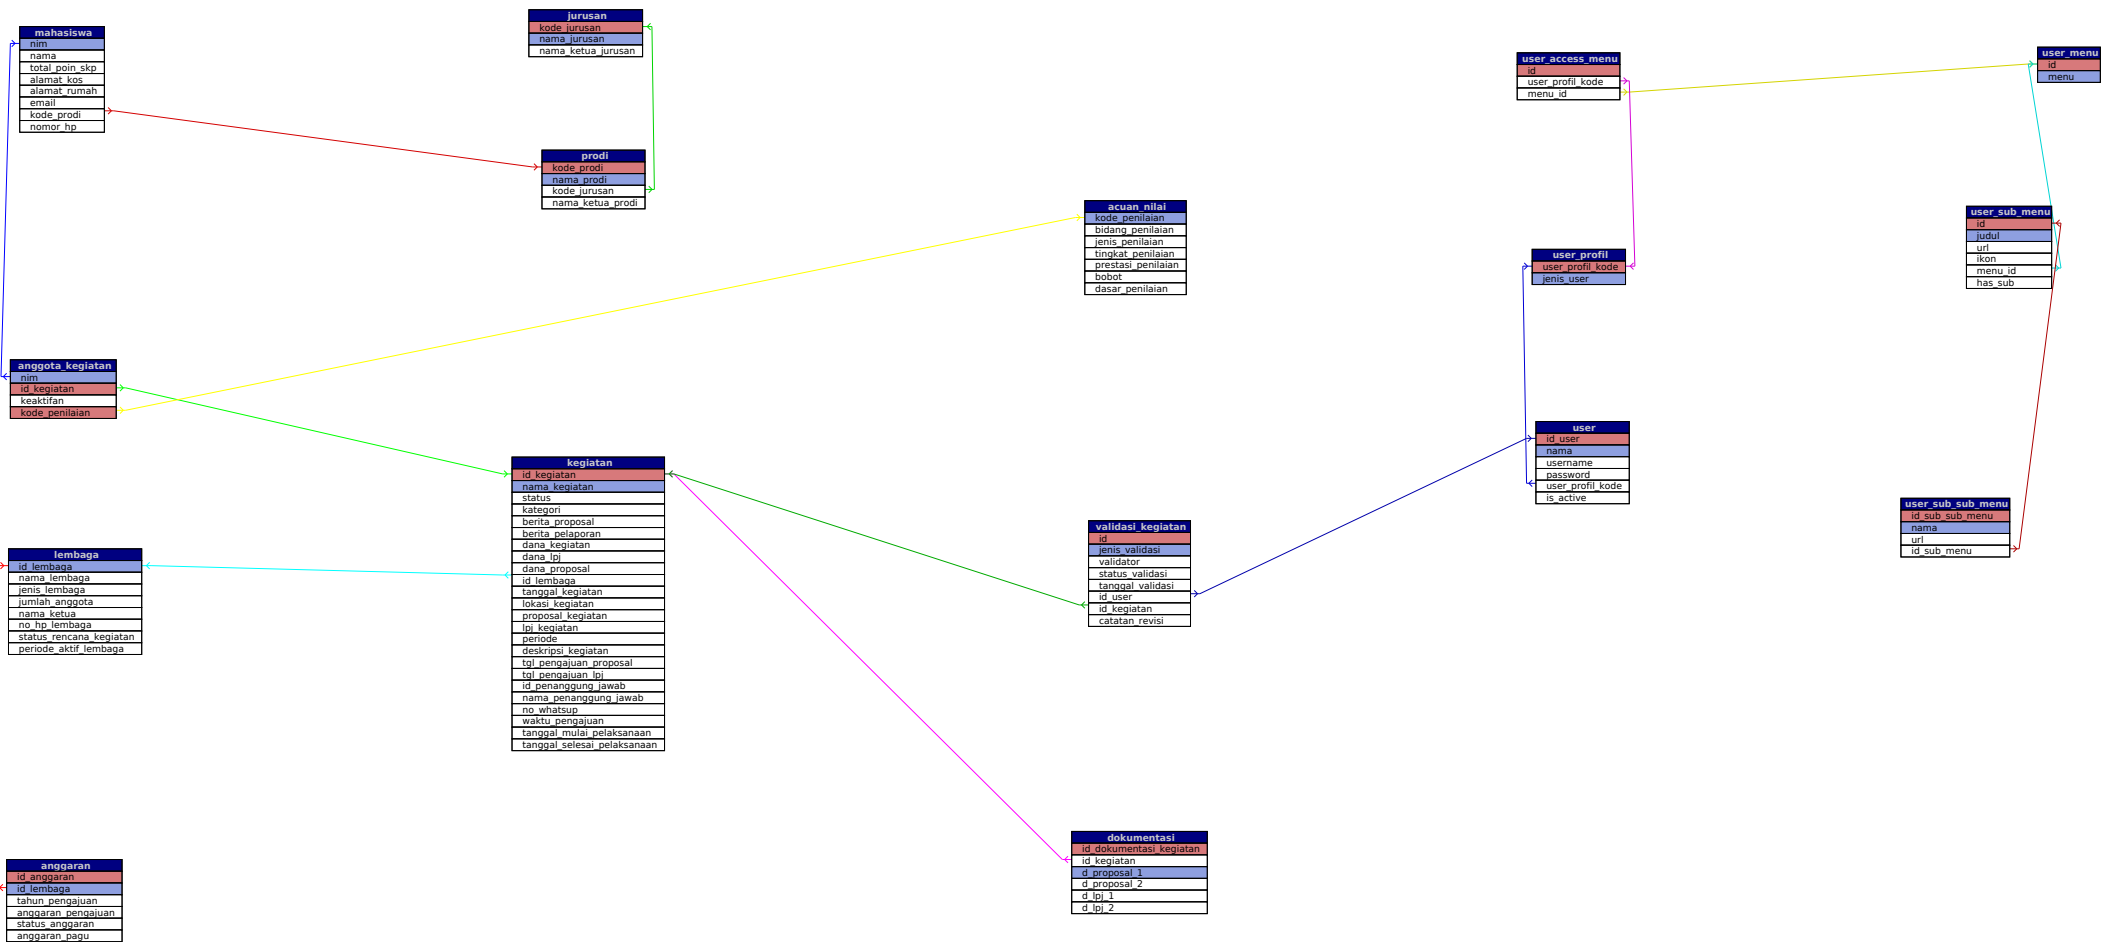 mahasiswa
nim
nama
total_poin_skp
alamat_kos
alamat_rumah
email
kode_prodi
nomor_hp
jurusan
kode_jurusan
nama_jurusan
nama_ketua_jurusan
prodi
kode_prodi
nama_prodi
kode_jurusan
nama_ketua_prodi
acuan_nilai
kode_penilaian
bidang_penilaian
jenis_penilaian
tingkat_penilaian
prestasi_penilaian
bobot
dasar_penilaian
user_access_menu
id
user_profil_kode
menu_id
user_menu
id
menu
user_sub_menu
id
judul
url
ikon
menu_id
has_sub
user_profil
user_profil_kode
jenis_user
anggota_kegiatan
nim
id_kegiatan
keaktifan
kode_penilaian
kegiatan
id_kegiatan
nama_kegiatan
status
kategori
berita_proposal
berita_pelaporan
dana_kegiatan
dana_lpj
dana_proposal
id_lembaga
tanggal_kegiatan
lokasi_kegiatan
proposal_kegiatan
lpj_kegiatan
periode
deskripsi_kegiatan
tgl_pengajuan_proposal
tgl_pengajuan_lpj
id_penanggung_jawab
nama_penanggung_jawab
no_whatsup
waktu_pengajuan
tanggal_mulai_pelaksanaan
tanggal_selesai_pelaksanaan
user
id_user
nama
username
password
user_profil_kode
is_active
validasi_kegiatan
id
jenis_validasi
validator
status_validasi
tanggal_validasi
id_user
id_kegiatan
catatan_revisi
user_sub_sub_menu
id_sub_sub_menu
nama
url
id_sub_menu
lembaga
id_lembaga
nama_lembaga
jenis_lembaga
jumlah_anggota
nama_ketua
no_hp_lembaga
status_rencana_kegiatan
periode_aktif_lembaga
dokumentasi
id_dokumentasi_kegiatan
id_kegiatan
d_proposal_1
d_proposal_2
d_lpj_1
d_lpj_2
anggaran
id_anggaran
id_lembaga
tahun_pengajuan
anggaran_pengajuan
status_anggaran
anggaran_pagu